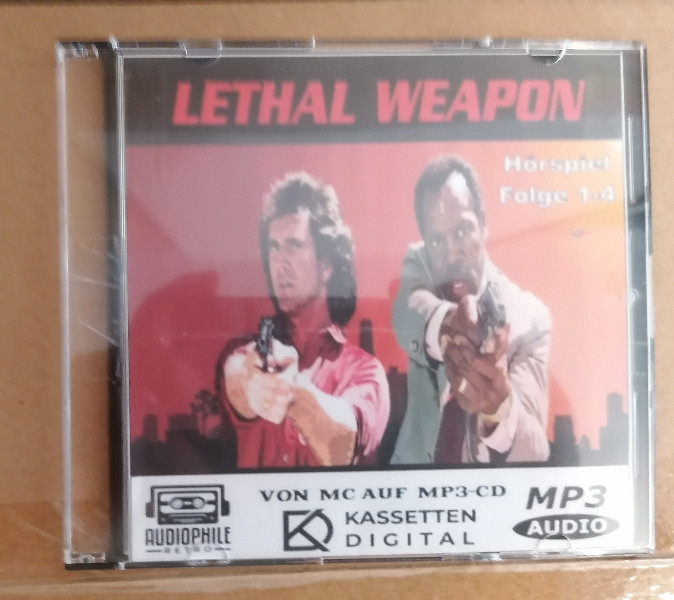 LETHAL WEAPON
Hörspiel
Folge 1-4
VON MC AUF MP3-CD
KASSETTEN
DIGITAL
AUDIOPHILE
RETRO
MP3
AUDIO